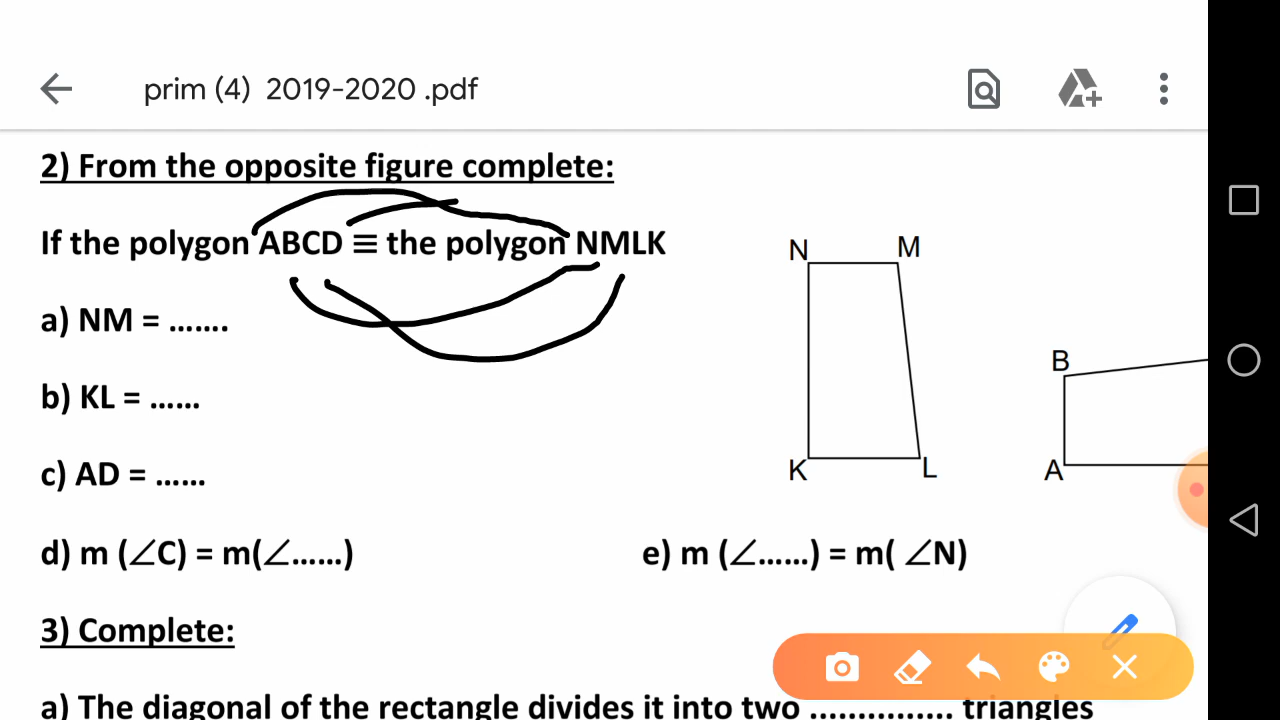 prim (4) 2019-2020 .pdf
2) From the opposite figure complete:
If the polygon ABCD ≡ the polygon NMLK
a) NM = .......
b) KL = ......
c) AD = ......
d) m (∠C) = m(∠......) e) m (∠......) = m( ∠N)
N M
K L
B
A
3) Complete:
a) The diagonal of the rectangle divides it into two ............... triangles